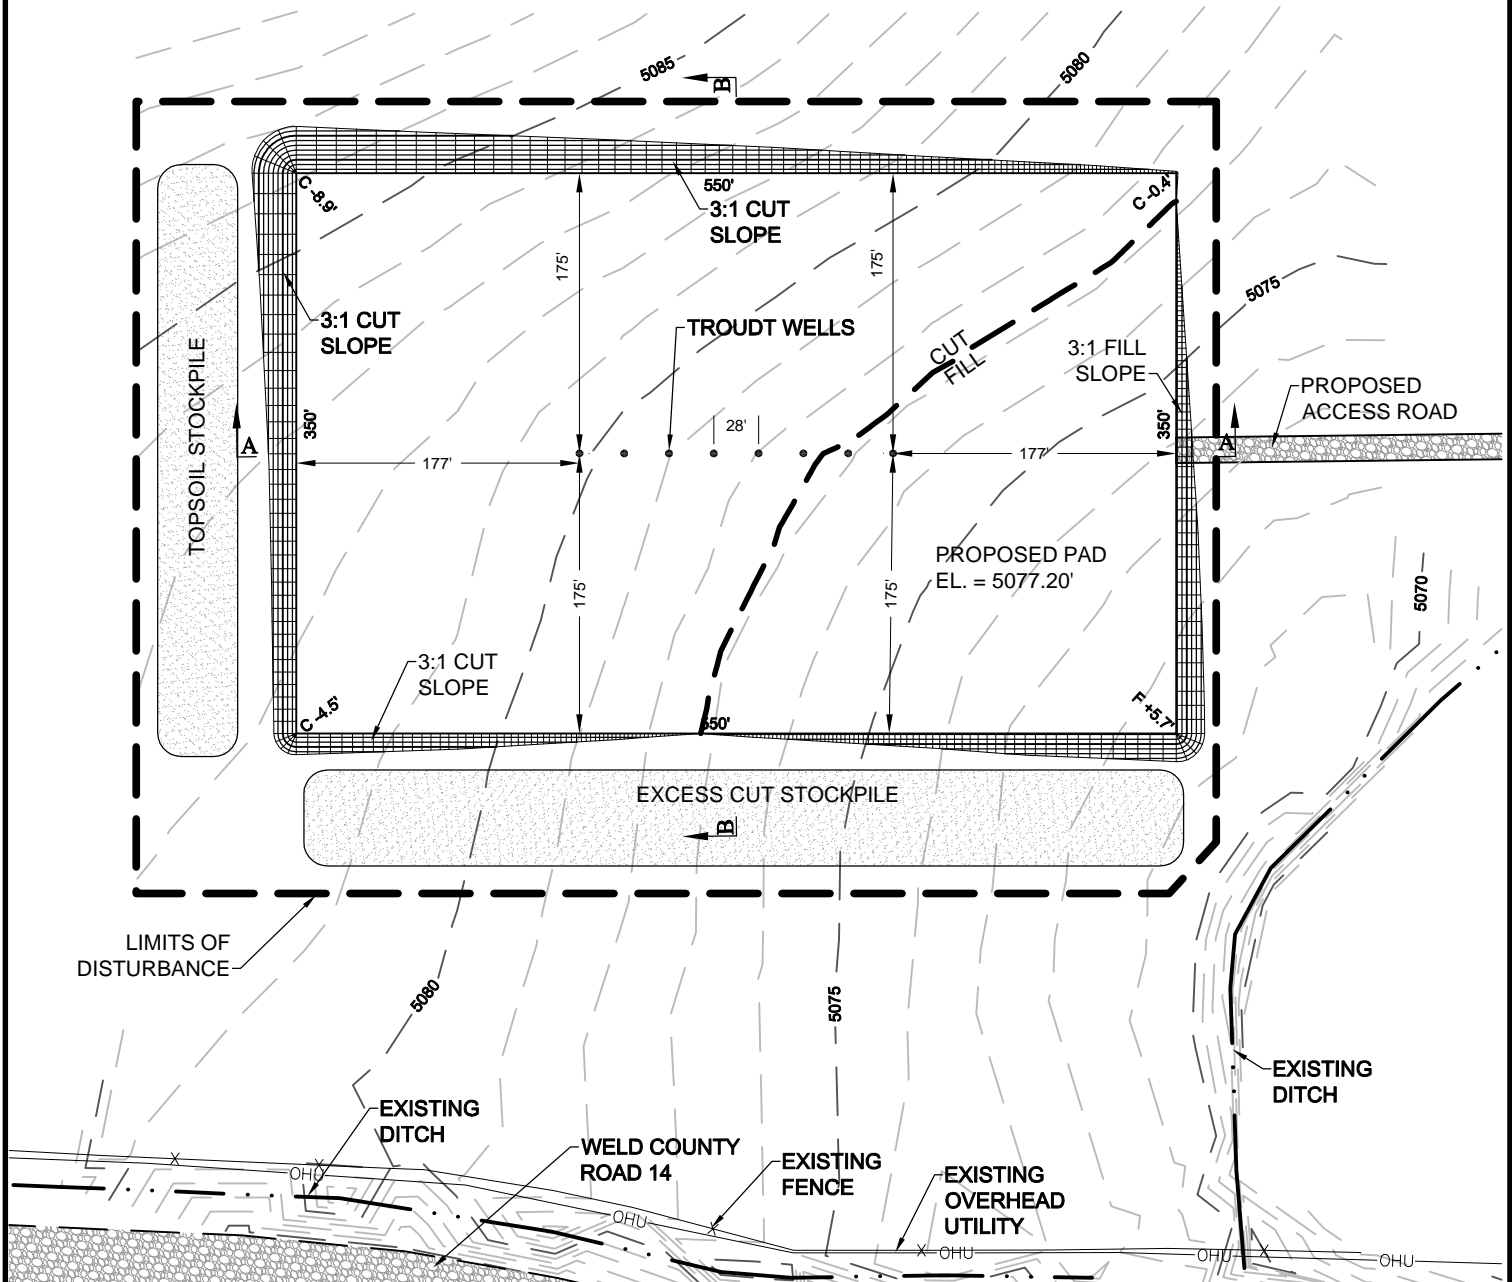 5085
B
5080
C -8.9'
550'
3:1 CUT
SLOPE
C -0.4'
175'
175'
5075
3:1 CUT
SLOPE
TROUDT WELLS
CUT
FILL
3:1 FILL
SLOPE
PROPOSED
ACCESS ROAD
TOPSOIL STOCKPILE
350'
A
28'
350'
A
177'
177'
PROPOSED PAD
EL. = 5077.20'
175'
175'
5070
3:1 CUT
SLOPE
C -4.5'
550'
F +5.7'
EXCESS CUT STOCKPILE
B
LIMITS OF
DISTURBANCE
5080
5075
EXISTING
DITCH
EXISTING
DITCH
WELD COUNTY
ROAD 14
EXISTING
FENCE
EXISTING
OVERHEAD
UTILITY
X
X
OHU
OHU
X
X
OHU
OHU
X
OHU